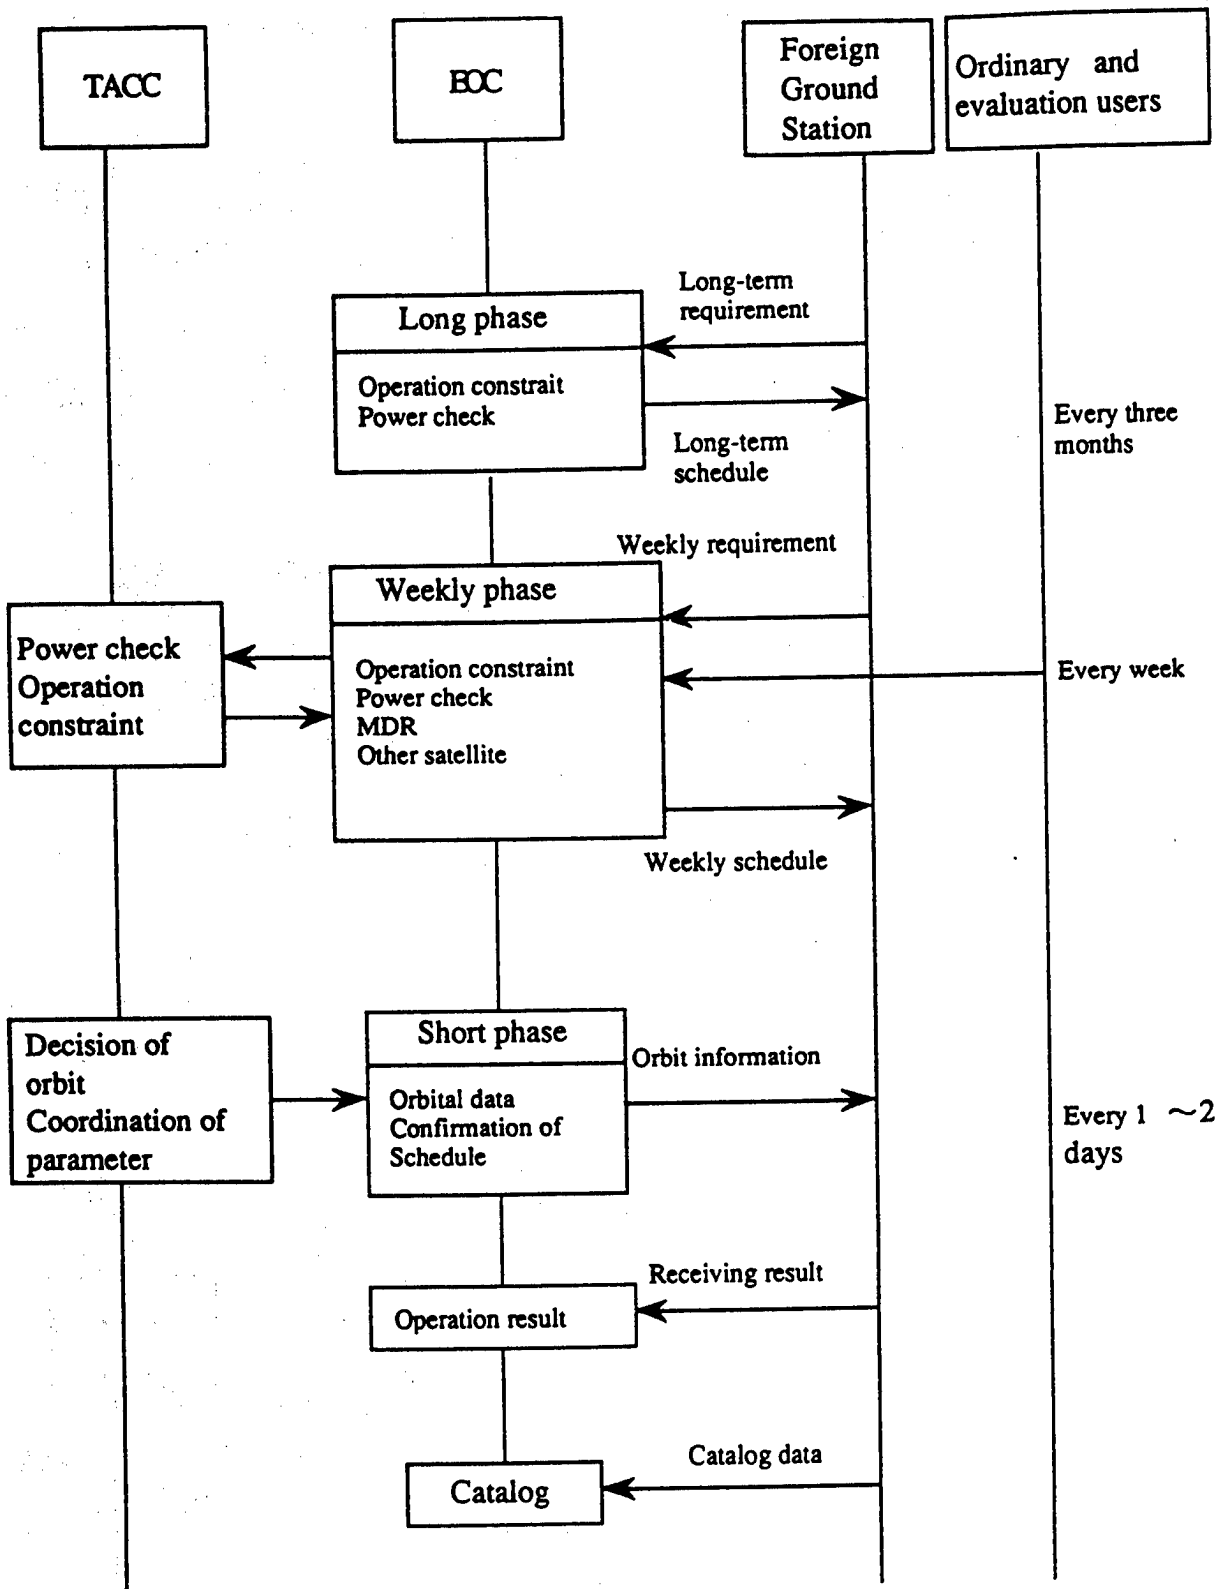 TACC
EOC
Foreign
Ground
Station
Ordinary and
evaluation users
Long-term
requirement
Long phase
Operation constrait
Power check
Long-term
schedule
Every three
months
Weekly requirement
Weekly phase
Power check
Operation
constraint
Operation constraint
Power check
MDR
Other satellite
Every week
Weekly schedule
Decision of
orbit
Coordination of
parameter
Short phase
Orbit information
Orbital data
Confirmation of
Schedule
Every 1 ~2
days
Receiving result
Operation result
Catalog data
Catalog